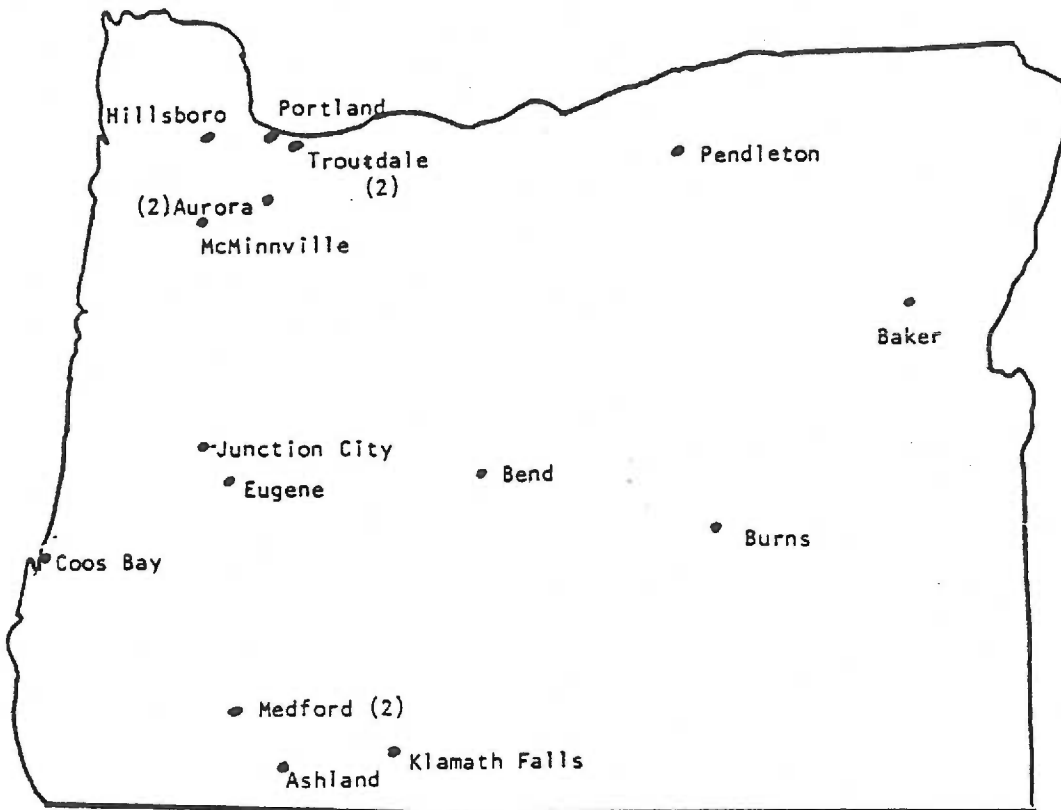 Hillsboro
Portland
Troutdale
(2)
Pendleton
(2)Aurora
McMinnville
Baker
Junction City
Eugene
Bend
Burns
Coos Bay
Medford (2)
Klamath Falls
Ashland